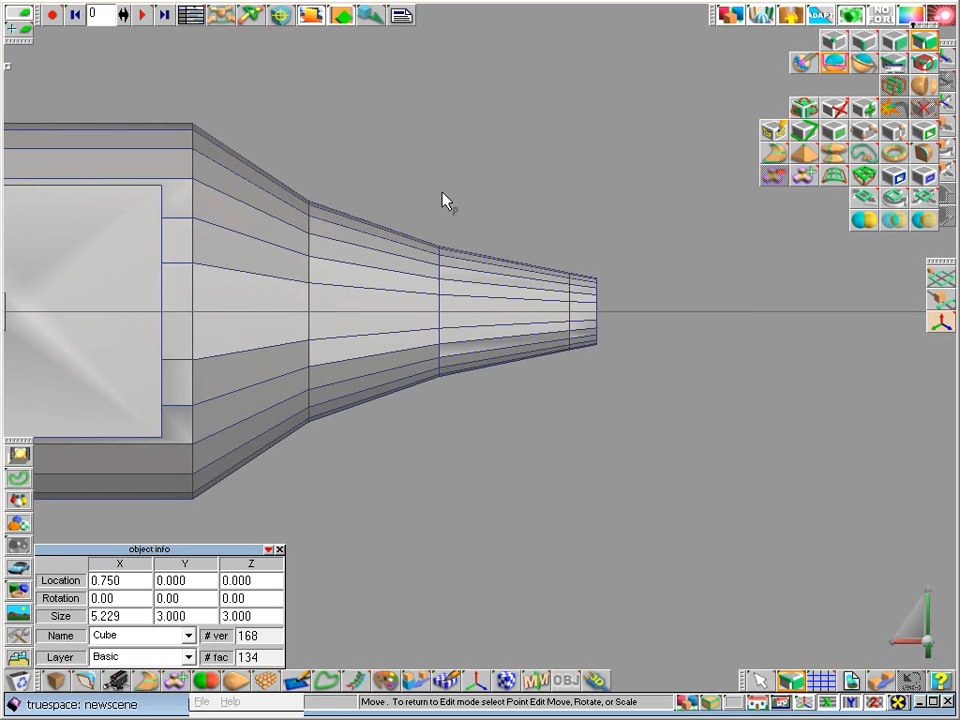 0
ADAPT
NO
FOR
object info
X Y Z
Location 0.750 0.000 0.000
Rotation 0.00 0.00 0.00
Size 5.229 3.000 3.000
Name Cube # ver 168
Layer Basic # fac 134
OBJ
truespace: newscene File Help Move. To return to Edit mode select Point Edit Move, Rotate, or Scale X Y Z